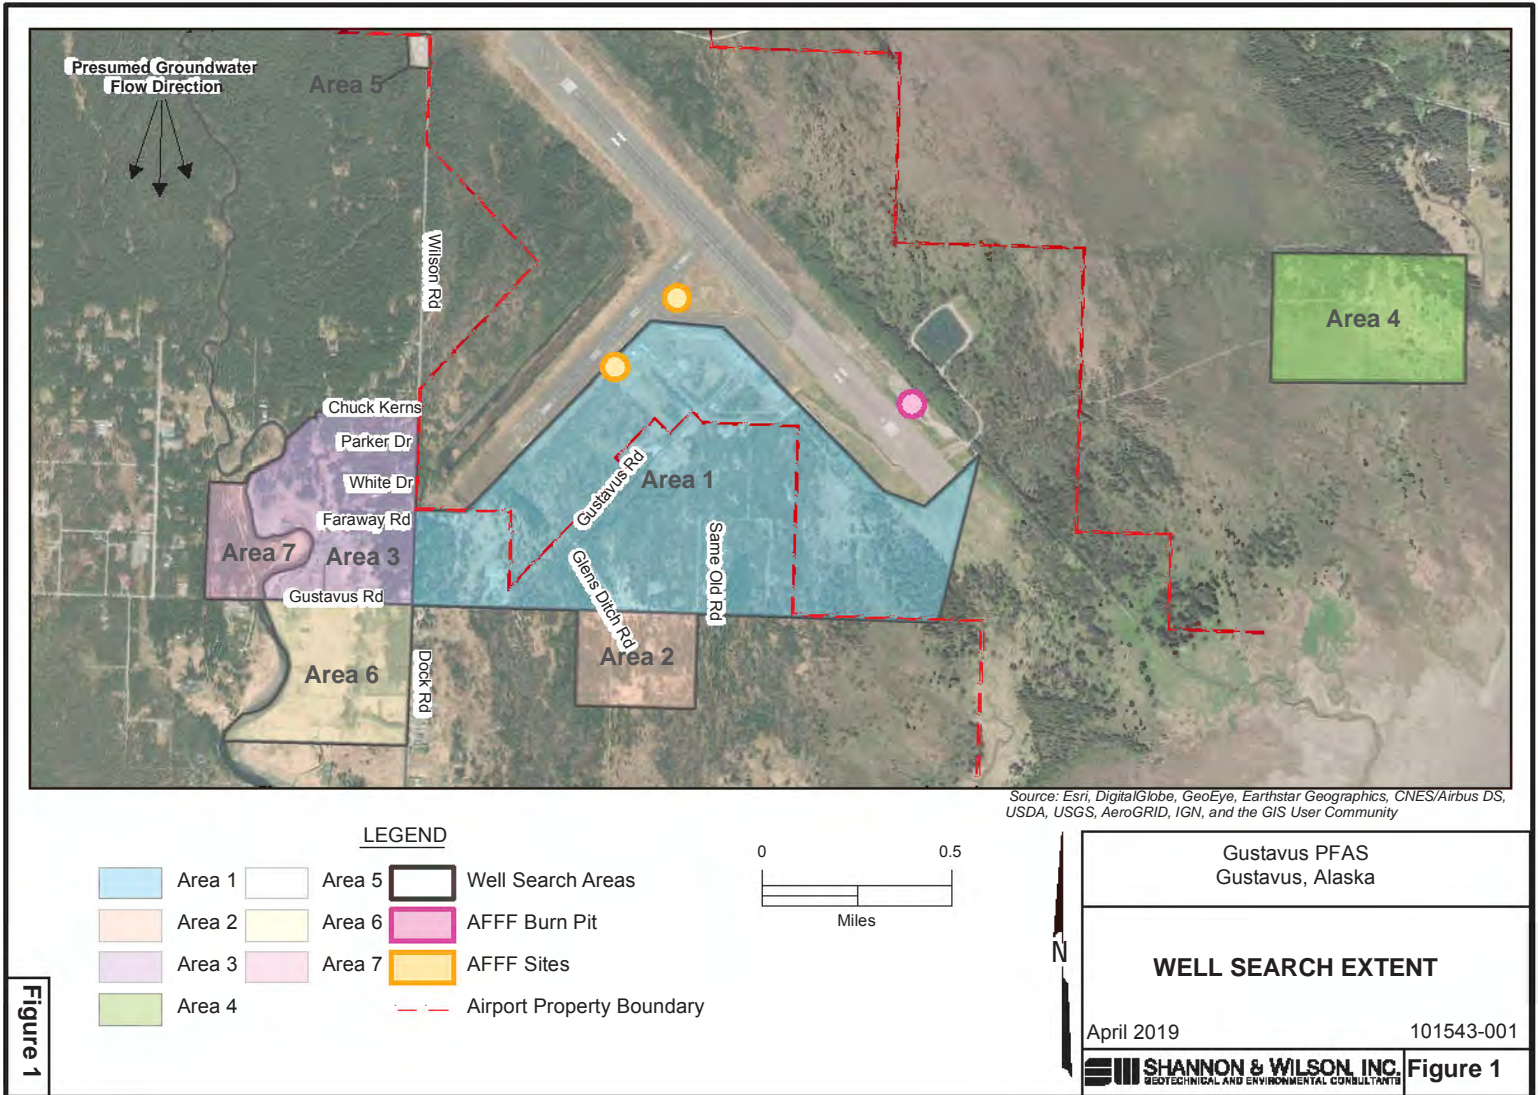 Presumed Groundwater
Flow Direction
Area 5
Wilson Rd
Area 4
Chuck Kerns
Parker Dr
White Dr
Faraway Rd
Area 7
Area 3
Gustavus Rd
Gustavus Rd
Area 1
Glens Ditch Rd
Same Old Rd
Area 2
Area 6
Dock Rd
Source: Esri, DigitalGlobe, GeoEye, Earthstar Geographics, CNES/Airbus DS,
USDA, USGS, AeroGRID, IGN, and the GIS User Community
LEGEND
Area 1
Area 2
Area 3
Area 4
Area 5
Area 6
Area 7
Well Search Areas
AFFF Burn Pit
AFFF Sites
Airport Property Boundary
0 0.5
Miles
N
Gustavus PFAS
Gustavus, Alaska
WELL SEARCH EXTENT
April 2019 101543-001
SHANNON & WILSON, INC.
GEOTECHNICAL AND ENVIRONMENTAL CONSULTANTS
Figure 1
Figure 1